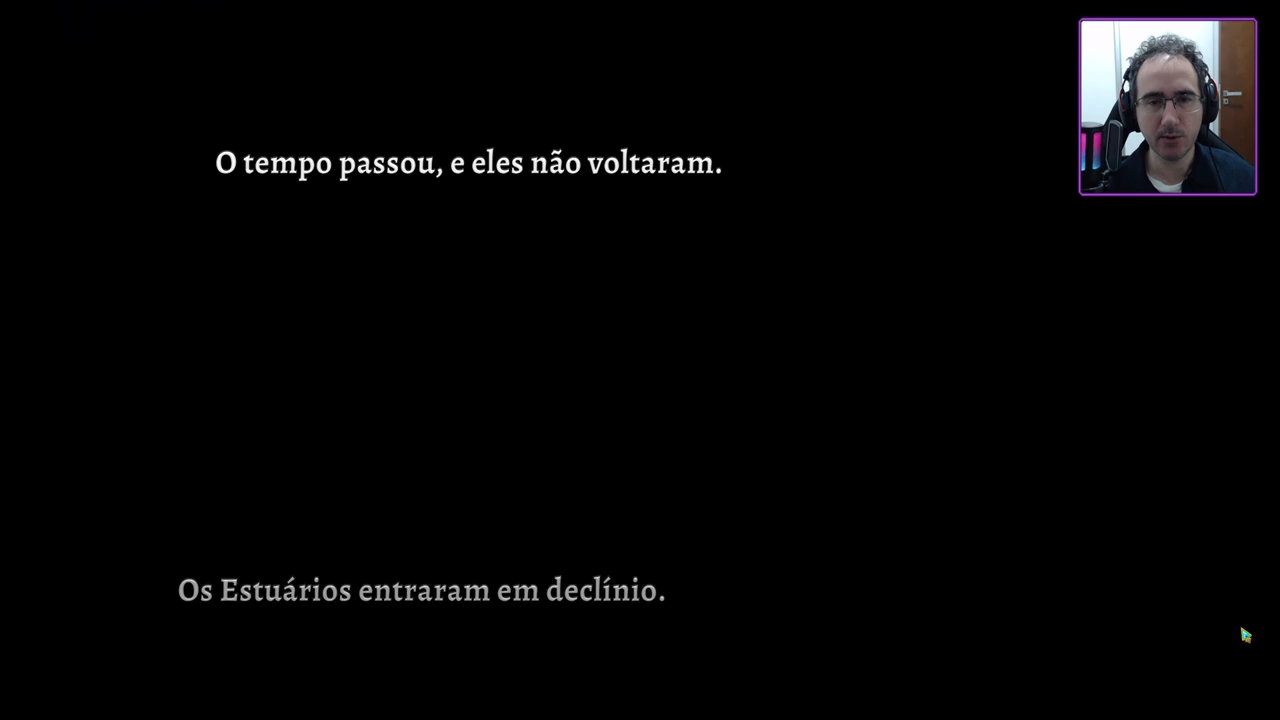 O tempo passou, e eles não voltaram.
Os Estuários entraram em declínio.